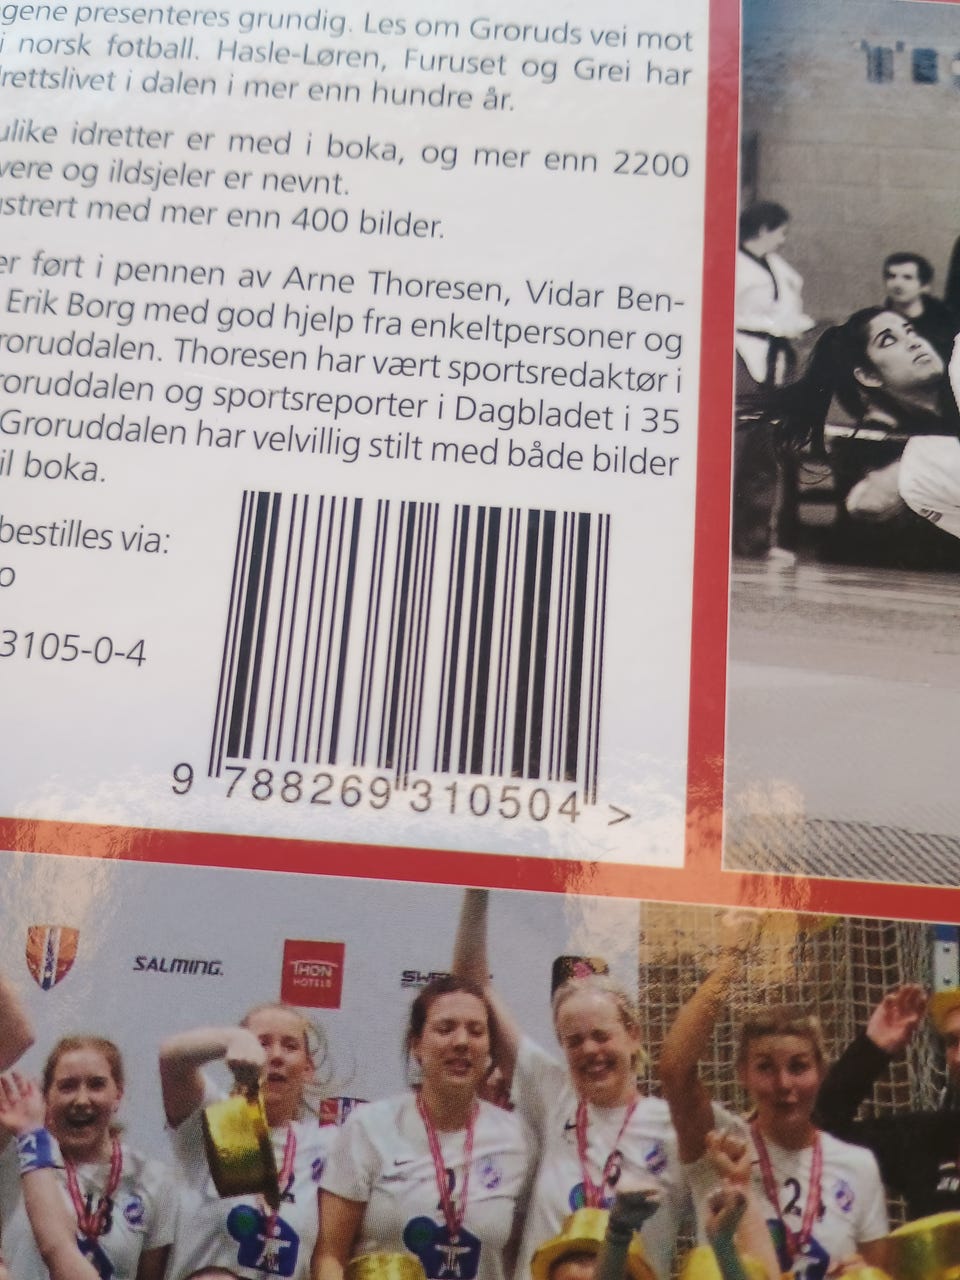 gene presenteres grundig. Les om Groruds vei mot
i norsk fotball. Hasle-Løren, Furuset og Grei har
drettslivet i dalen i mer enn hundre år.
ulike idretter er med i boka, og mer enn 2200
vere og ildsjeler er nevnt.
ustrert med mer enn 400 bilder.
er ført i pennen av Arne Thoresen, Vidar Ben-
Erik Borg med god hjelp fra enkeltpersoner og
roruddalen. Thoresen har vært sportsredaktør i
roruddalen og sportsreporter i Dagbladet i 35
Groruddalen har velvillig stilt med både bilder
il boka.
bestilles via:
o
3105-0-4
9 788269 310504 >
SALMING.
THON
HOTELS